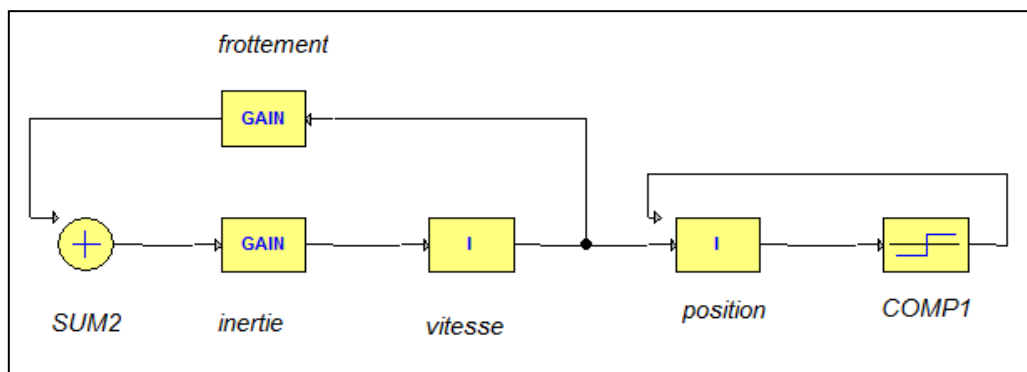 frottement
GAIN
GAIN
I
I
SUM2
inertie
vitesse
position
COMP1